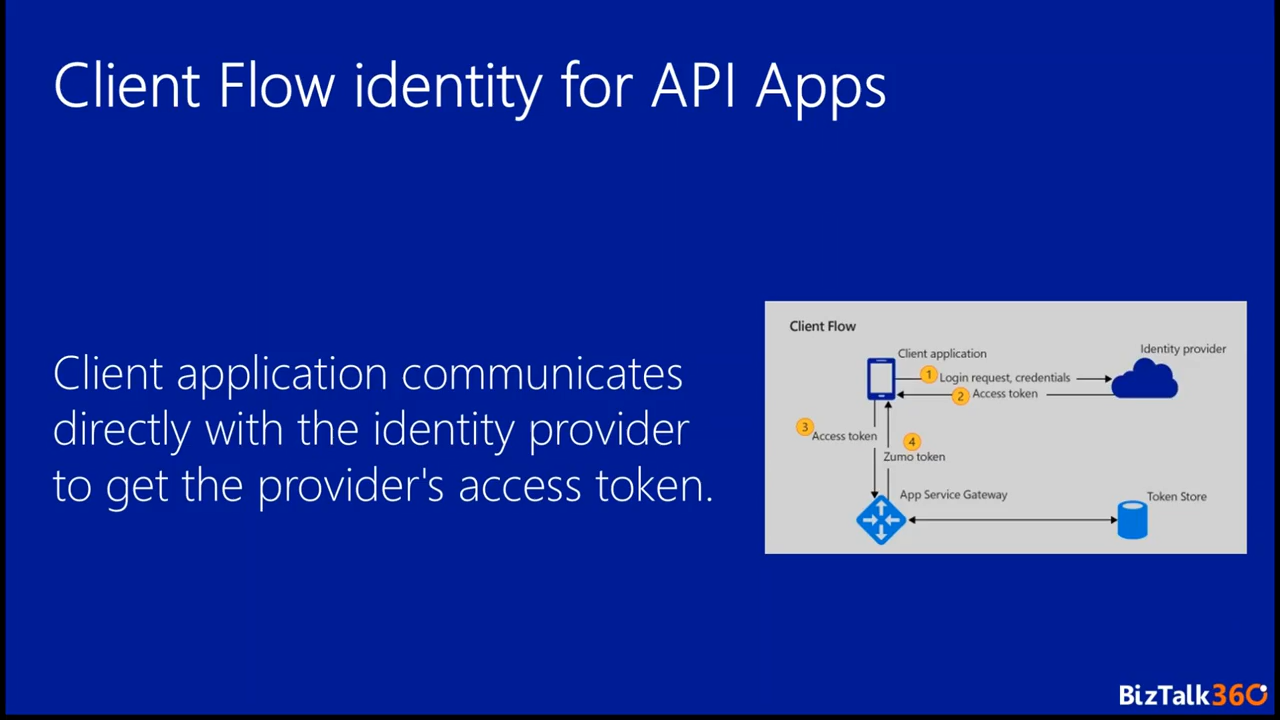 Client Flow identity for API Apps
Client application communicates
directly with the identity provider
to get the provider's access token.
Client Flow
Client application
Identity provider
1 Login request, credentials
2 Access token
3 Access token
4 Zumo token
App Service Gateway
Token Store
BizTalk360